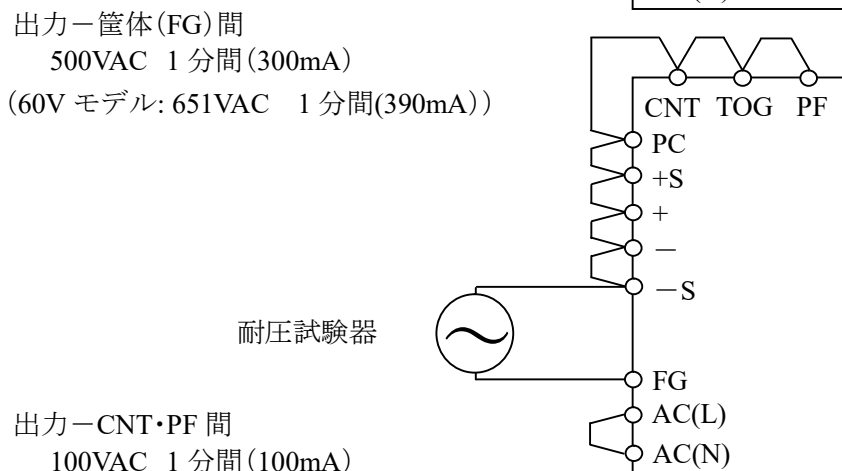 出力－筐体(FG)間
500VAC 1 分間(300mA)
(60V モデル: 651VAC 1 分間(390mA))
CNT TOG PF
PC
+S
+
－
－S
耐圧試験器
FG
AC(L)
AC(N)
出力－CNT・PF 間
100VAC 1 分間(100mA)